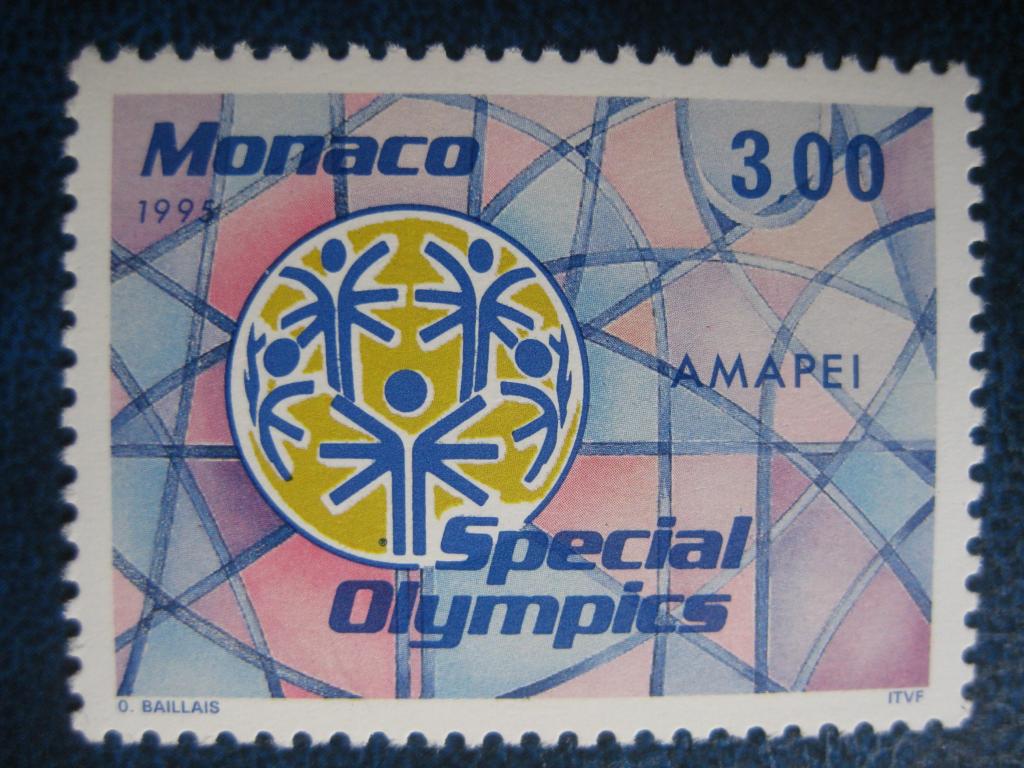 Monaco
3.00
1995
AMAPEI
®
Special
Olympics
O. BAILLAIS
ITVF